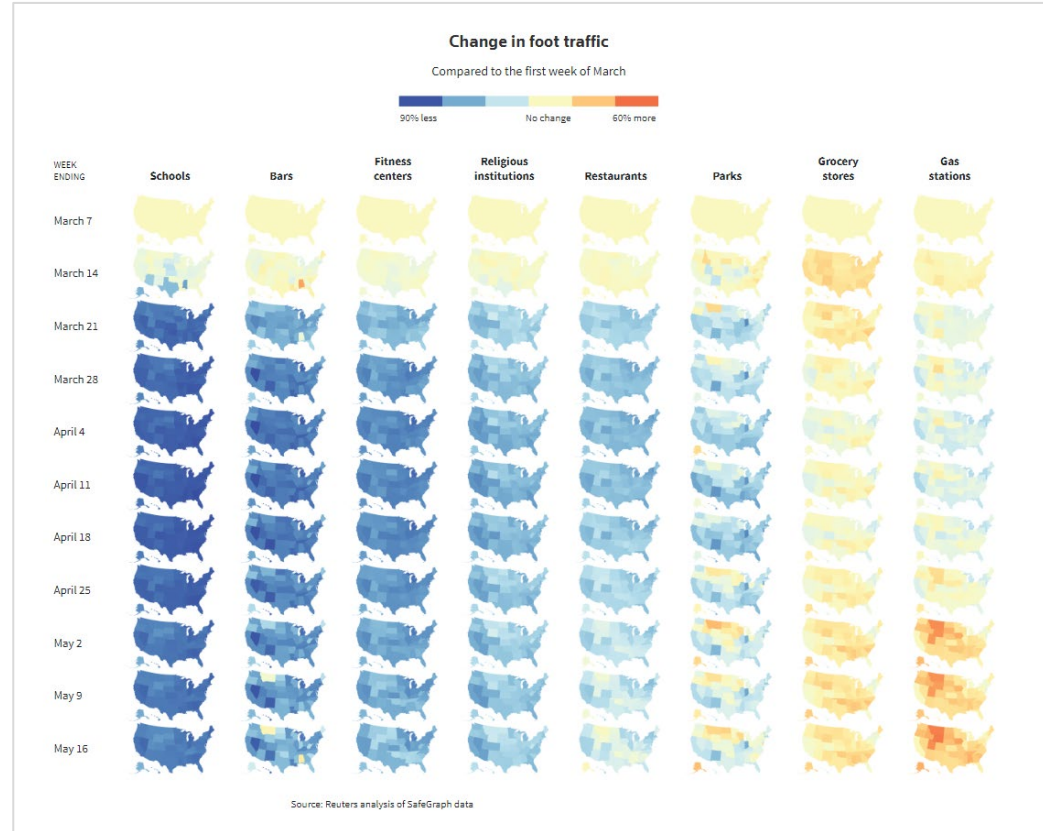 Change in foot traffic
Compared to the first week of March
90% less No change 60% more
WEEK
ENDING
Schools
Bars
Fitness
centers
Religious
institutions
Restaurants
Parks
Grocery
stores
Gas
stations
March 7
March 14
March 21
March 28
April 4
April 11
April 18
April 25
May 2
May 9
May 16
Source: Reuters analysis of SafeGraph data